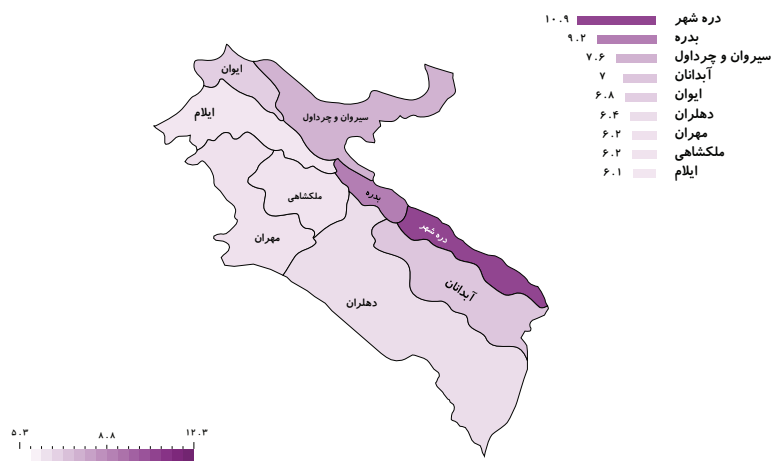 دره شهر ۱۰.۹
بدره ۹.۲
سیروان و چرداول ۷.۶
آبدانان ۷
ایوان ۶.۸
دهلران ۶.۴
مهران ۶.۲
ملکشاهی ۶.۲
ایلام ۶.۱
ایوان
ایلام
سیروان و چرداول
ملکشاهی
بدره
دره شهر
مهران
آبدانان
دهلران
۵.۳ ۸.۸ ۱۲.۳